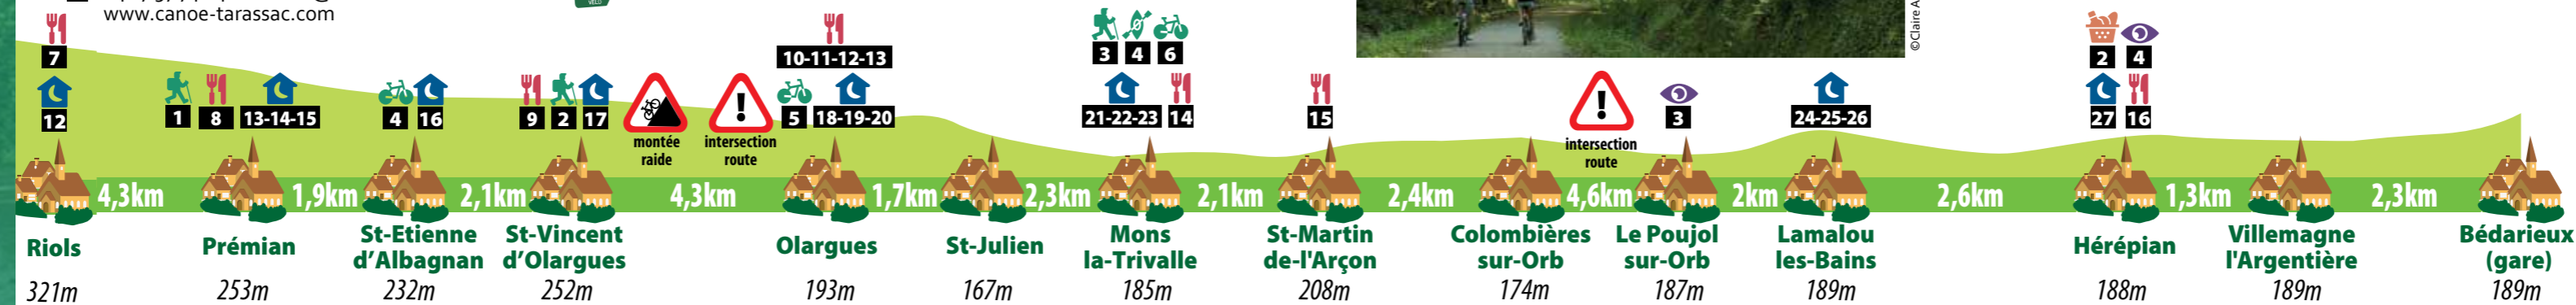 www.canoe-tarassac.com
©Claire A
7
12
1 8 13-14-15
4 16
9 2 17
montée
raide
intersection
route
10-11-12-13
5 18-19-20
3 4 6
21-22-23 14
15
intersection
route
3
24-25-26
2 4
27 16
4,3km 1,9km 2,1km 4,3km 1,7km 2,3km 2,1km 2,4km 4,6km 2km 2,6km 1,3km 2,3km
Riols
321m
Prémian
253m
St-Etienne
d'Albagnan
232m
St-Vincent
d'Olargues
252m
Olargues
193m
St-Julien
167m
Mons
la-Trivalle
185m
St-Martin
de-l'Arçon
208m
Colombières
sur-Orb
174m
Le Poujol
sur-Orb
187m
Lamalou
les-Bains
189m
Hérépian
188m
Villemagne
l'Argentière
189m
Bédarieux
(gare)
189m